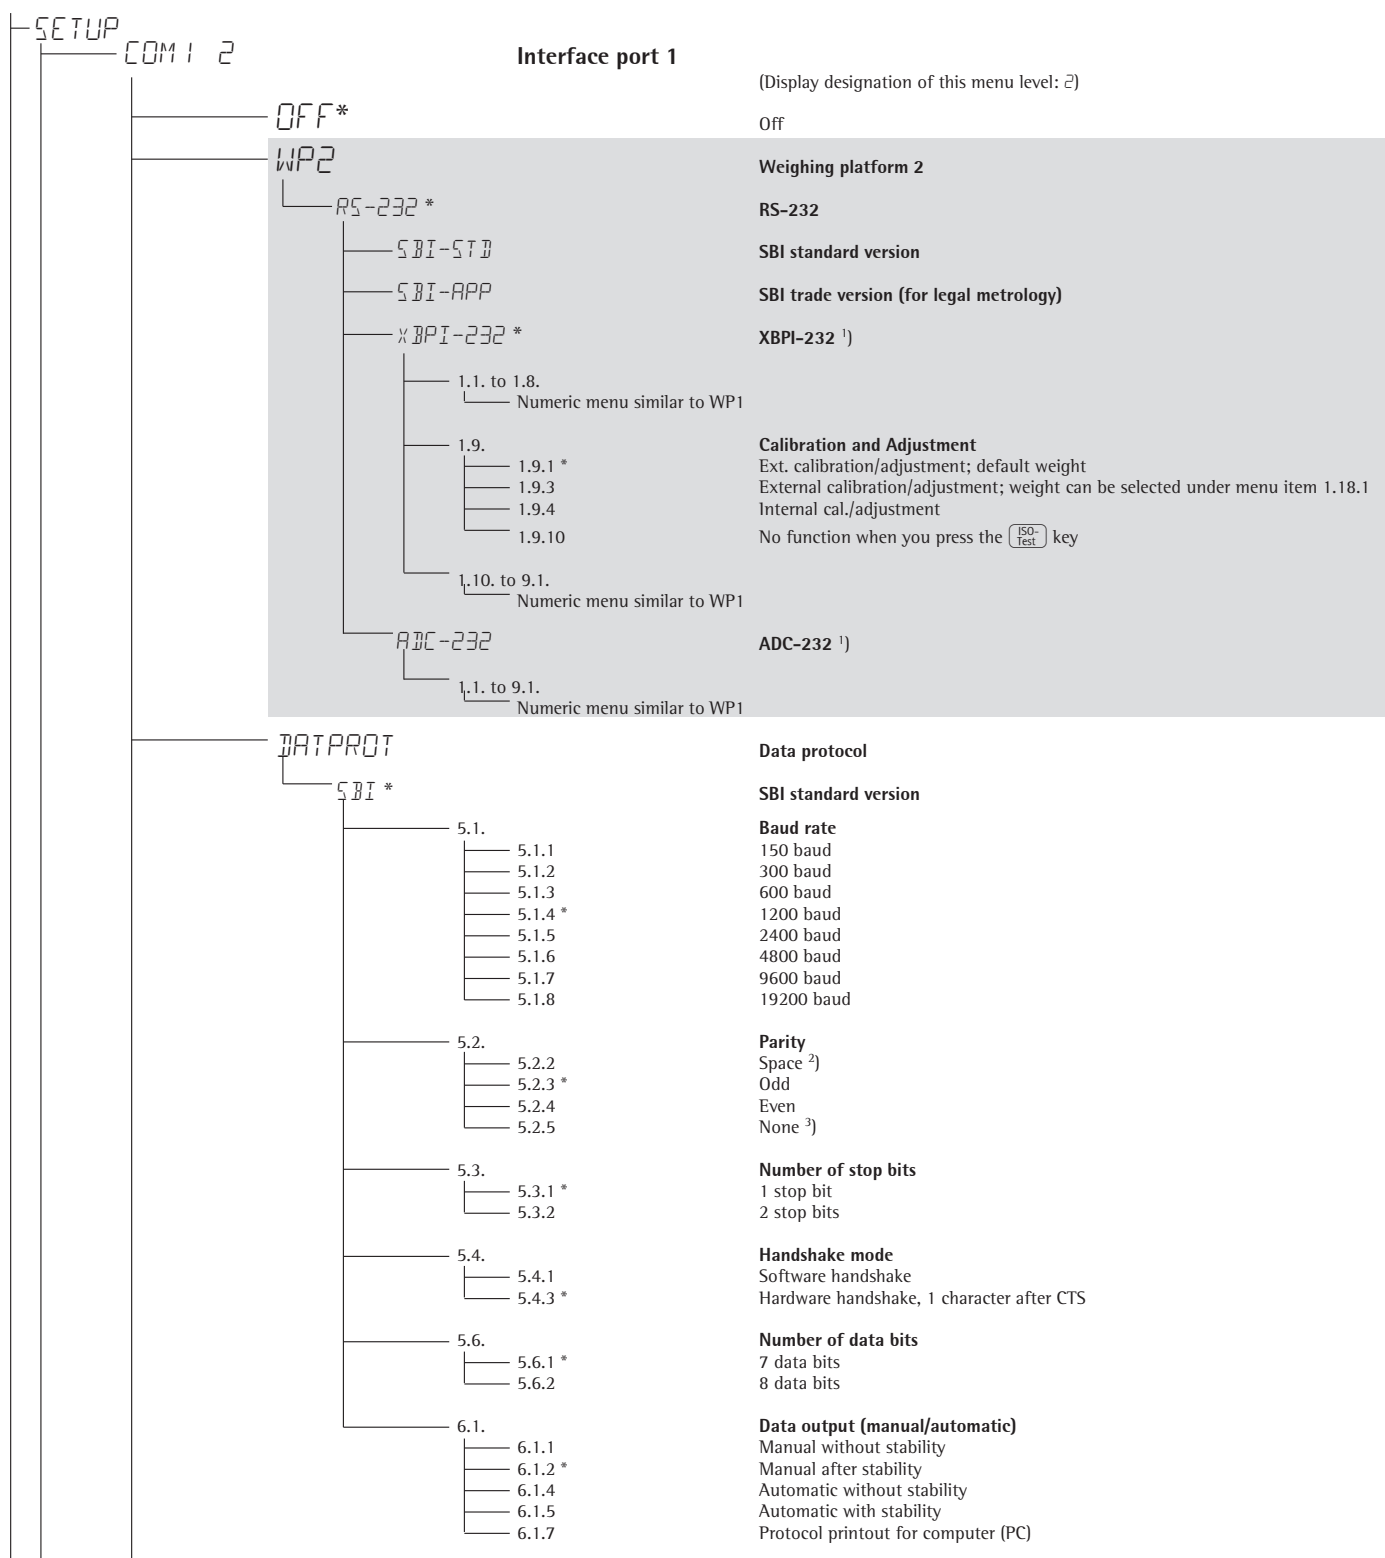 SETUP
COM1 2 Interface port 1
(Display designation of this menu level: 2)
OFF* Off
WP2 Weighing platform 2
RS-232 * RS-232
SBI-STD SBI standard version
SBI-APP SBI trade version (for legal metrology)
XBPI-232 * XBPI-232 ¹)
1.1. to 1.8.
Numeric menu similar to WP1
1.9. Calibration and Adjustment
1.9.1 * Ext. calibration/adjustment; default weight
1.9.3 External calibration/adjustment; weight can be selected under menu item 1.18.1
1.9.4 Internal cal./adjustment
1.9.10 No function when you press the ISO-Test key
1.10. to 9.1.
Numeric menu similar to WP1
ADC-232 ADC-232 ¹)
1.1. to 9.1.
Numeric menu similar to WP1
DATPROT Data protocol
SBI * SBI standard version
5.1. Baud rate
5.1.1 150 baud
5.1.2 300 baud
5.1.3 600 baud
5.1.4 * 1200 baud
5.1.5 2400 baud
5.1.6 4800 baud
5.1.7 9600 baud
5.1.8 19200 baud
5.2. Parity
5.2.2 Space ²)
5.2.3 * Odd
5.2.4 Even
5.2.5 None ³)
5.3. Number of stop bits
5.3.1 * 1 stop bit
5.3.2 2 stop bits
5.4. Handshake mode
5.4.1 Software handshake
5.4.3 * Hardware handshake, 1 character after CTS
5.6. Number of data bits
5.6.1 * 7 data bits
5.6.2 8 data bits
6.1. Data output (manual/automatic)
6.1.1 Manual without stability
6.1.2 * Manual after stability
6.1.4 Automatic without stability
6.1.5 Automatic with stability
6.1.7 Protocol printout for computer (PC)